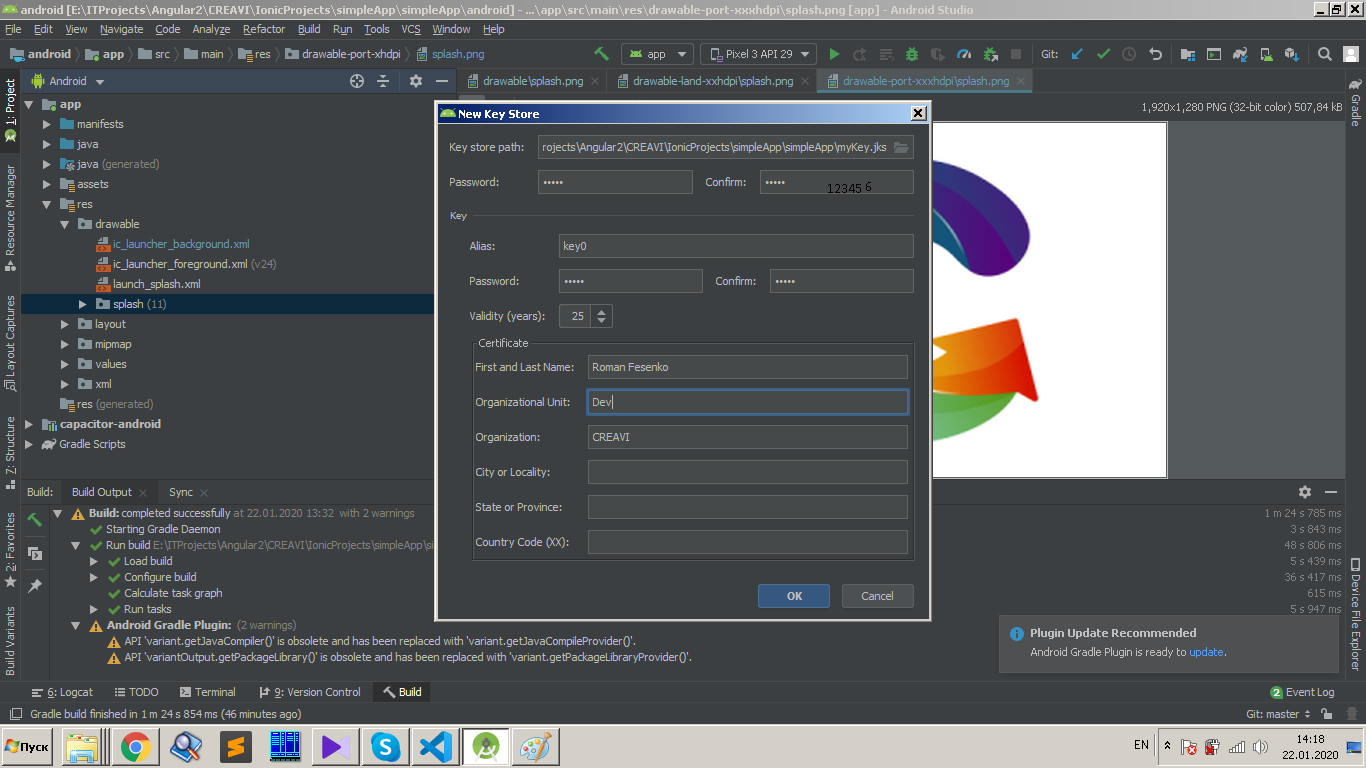 android [E:\ITProjects\Angular2\CREAVI\IonicProjects\simpleApp\simpleApp\android] - ...\app\src\main\res\drawable-port-xxxhdpi\splash.png [app] - Android Studio
File Edit View Navigate Code Analyze Refactor Build Run Tools VCS Window Help
android app src main res drawable-port-xhdpi splash.png app Pixel 3 API 29 Git:
Android drawable\splash.png drawable-land-xxhdpi\splash.png drawable-port-xxxhdpi\splash.png
1: Project
Resource Manager
Layout Captures
Z: Structure
2: Favorites
Build Variants
Gradle
Device File Explorer
1,920x1,280 PNG (32-bit color) 507,84 kB
app
manifests
java
java (generated)
assets
res
drawable
ic_launcher_background.xml
ic_launcher_foreground.xml (v24)
launch_splash.xml
splash (11)
layout
mipmap
values
xml
res (generated)
capacitor-android
Gradle Scripts
New Key Store
Key store path: rojects\Angular2\CREAVI\IonicProjects\simpleApp\simpleApp\myKey.jks
Password: ••••• Confirm: ••••• 12345 6
Key
Alias: key0
Password: ••••• Confirm: •••••
Validity (years): 25
Certificate
First and Last Name: Roman Fesenko
Organizational Unit: Dev
Organization: CREAVI
City or Locality:
State or Province:
Country Code (XX):
OK Cancel
Build: Build Output Sync
Build: completed successfully at 22.01.2020 13:32 with 2 warnings 1 m 24 s 785 ms
Starting Gradle Daemon 3 s 843 ms
Run build E:\ITProjects\Angular2\CREAVI\IonicProjects\simpleApp\si 48 s 806 ms
Load build 5 s 439 ms
Configure build 36 s 417 ms
Calculate task graph 615 ms
Run tasks 5 s 947 ms
Android Gradle Plugin: (2 warnings)
API 'variant.getJavaCompiler()' is obsolete and has been replaced with 'variant.getJavaCompileProvider()'.
API 'variantOutput.getPackageLibrary()' is obsolete and has been replaced with 'variant.getPackageLibraryProvider()'.
Plugin Update Recommended
Android Gradle Plugin is ready to update.
6: Logcat TODO Terminal 9: Version Control Build 2 Event Log
Gradle build finished in 1 m 24 s 854 ms (46 minutes ago) Git: master
Пуск EN 14:18
22.01.2020